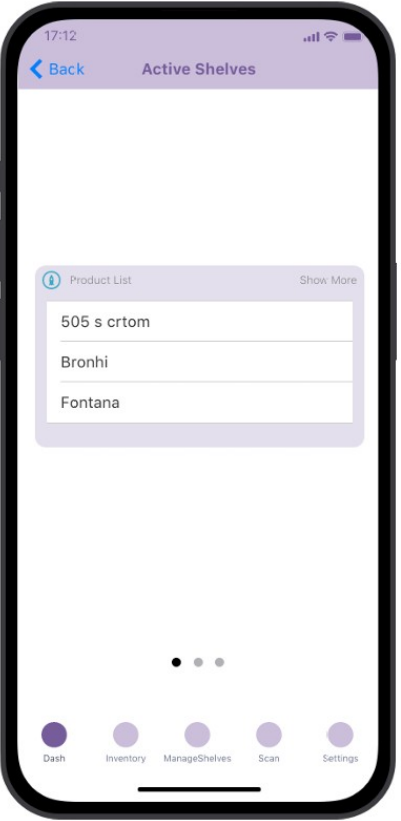 17:12
Back Active Shelves
Product List Show More
505 s crtom
Bronhi
Fontana
Dash Inventory ManageShelves Scan Settings